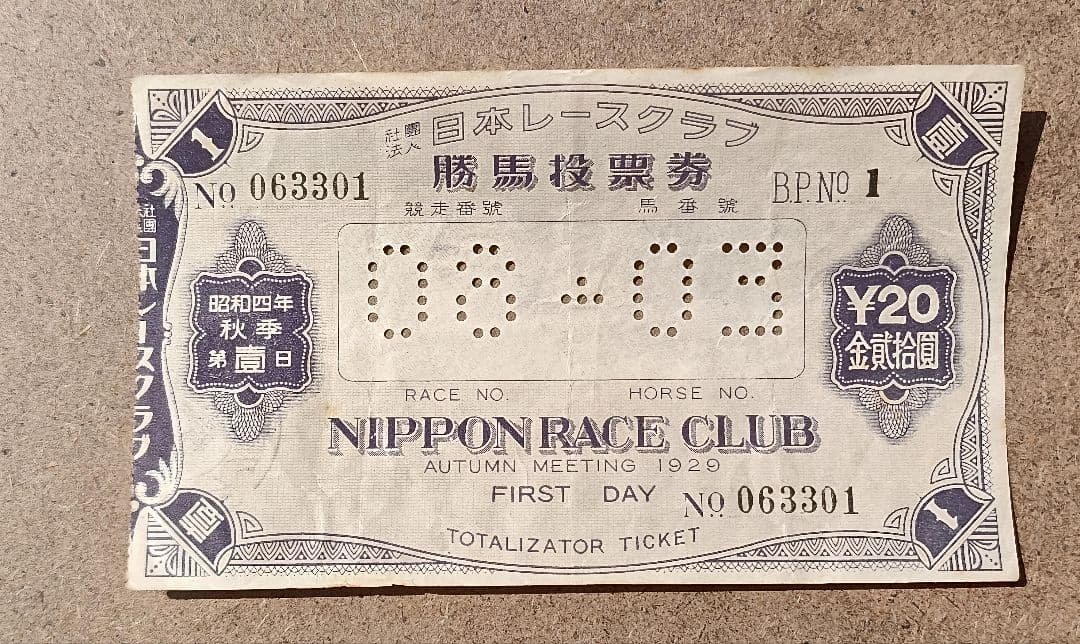 1
壹
社團法人 日本レースクラブ
勝馬投票券
No. 063301
B.P.No. 1
競走番號
馬番號
08-03
昭和四年
秋季
第壹日
¥20
金貳拾圓
RACE NO.
HORSE NO.
NIPPON RACE CLUB
AUTUMN MEETING 1929
FIRST DAY
No. 063301
TOTALIZATOR TICKET
壹
1
日本レースクラブ